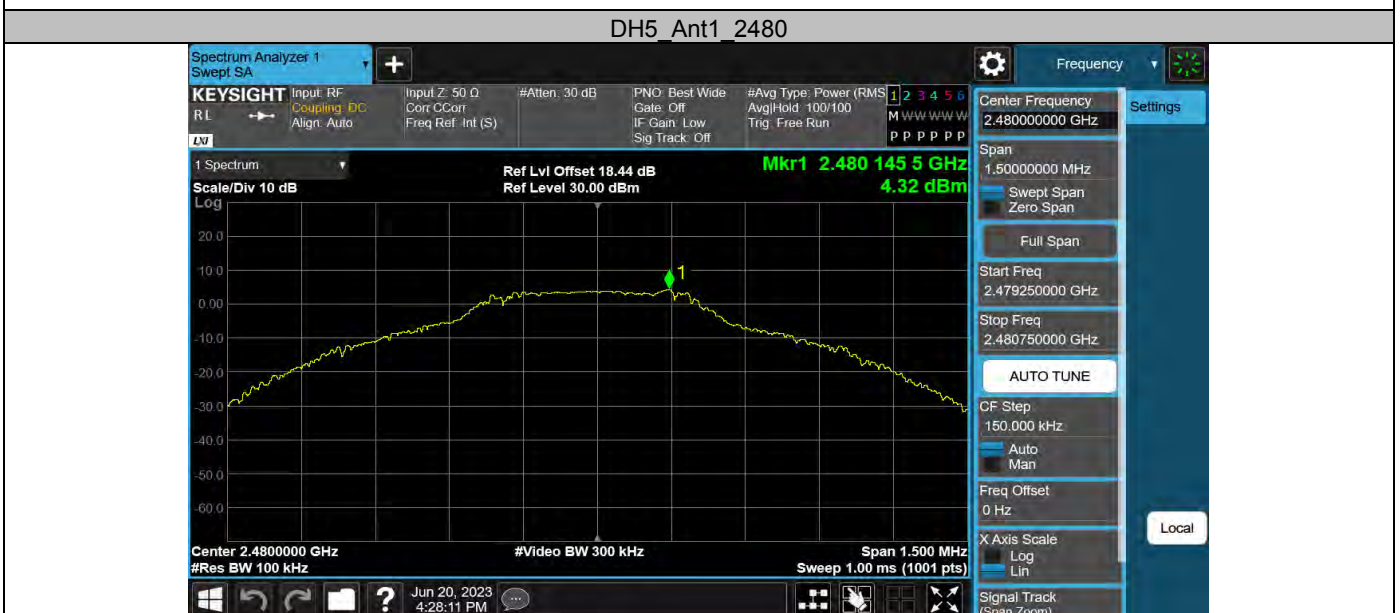 DH5_Ant1_2480
Spectrum Analyzer 1
Swept SA
+
Frequency
KEYSIGHT
RL
LXI
Input: RF
Coupling: DC
Align: Auto
Input Z: 50 Ω
Corr CCorr
Freq Ref: Int (S)
#Atten: 30 dB
PNO: Best Wide
Gate: Off
IF Gain: Low
Sig Track: Off
#Avg Type: Power (RMS
Avg|Hold: 100/100
Trig: Free Run
1 2 3 4 5 6
M W W W W W
P P P P P P
1 Spectrum
Scale/Div 10 dB
Log
Ref Lvl Offset 18.44 dB
Ref Level 30.00 dBm
Mkr1 2.480 145 5 GHz
4.32 dBm
20.0
10.0
0.00
-10.0
-20.0
-30.0
-40.0
-50.0
-60.0
1
Center 2.4800000 GHz
#Res BW 100 kHz
#Video BW 300 kHz
Span 1.500 MHz
Sweep 1.00 ms (1001 pts)
Jun 20, 2023
4:28:11 PM
?
Center Frequency
2.480000000 GHz
Settings
Span
1.50000000 MHz
Swept Span
Zero Span
Full Span
Start Freq
2.479250000 GHz
Stop Freq
2.480750000 GHz
AUTO TUNE
CF Step
150.000 kHz
Auto
Man
Freq Offset
0 Hz
X Axis Scale
Log
Lin
Local
Signal Track
(Span Zoom)